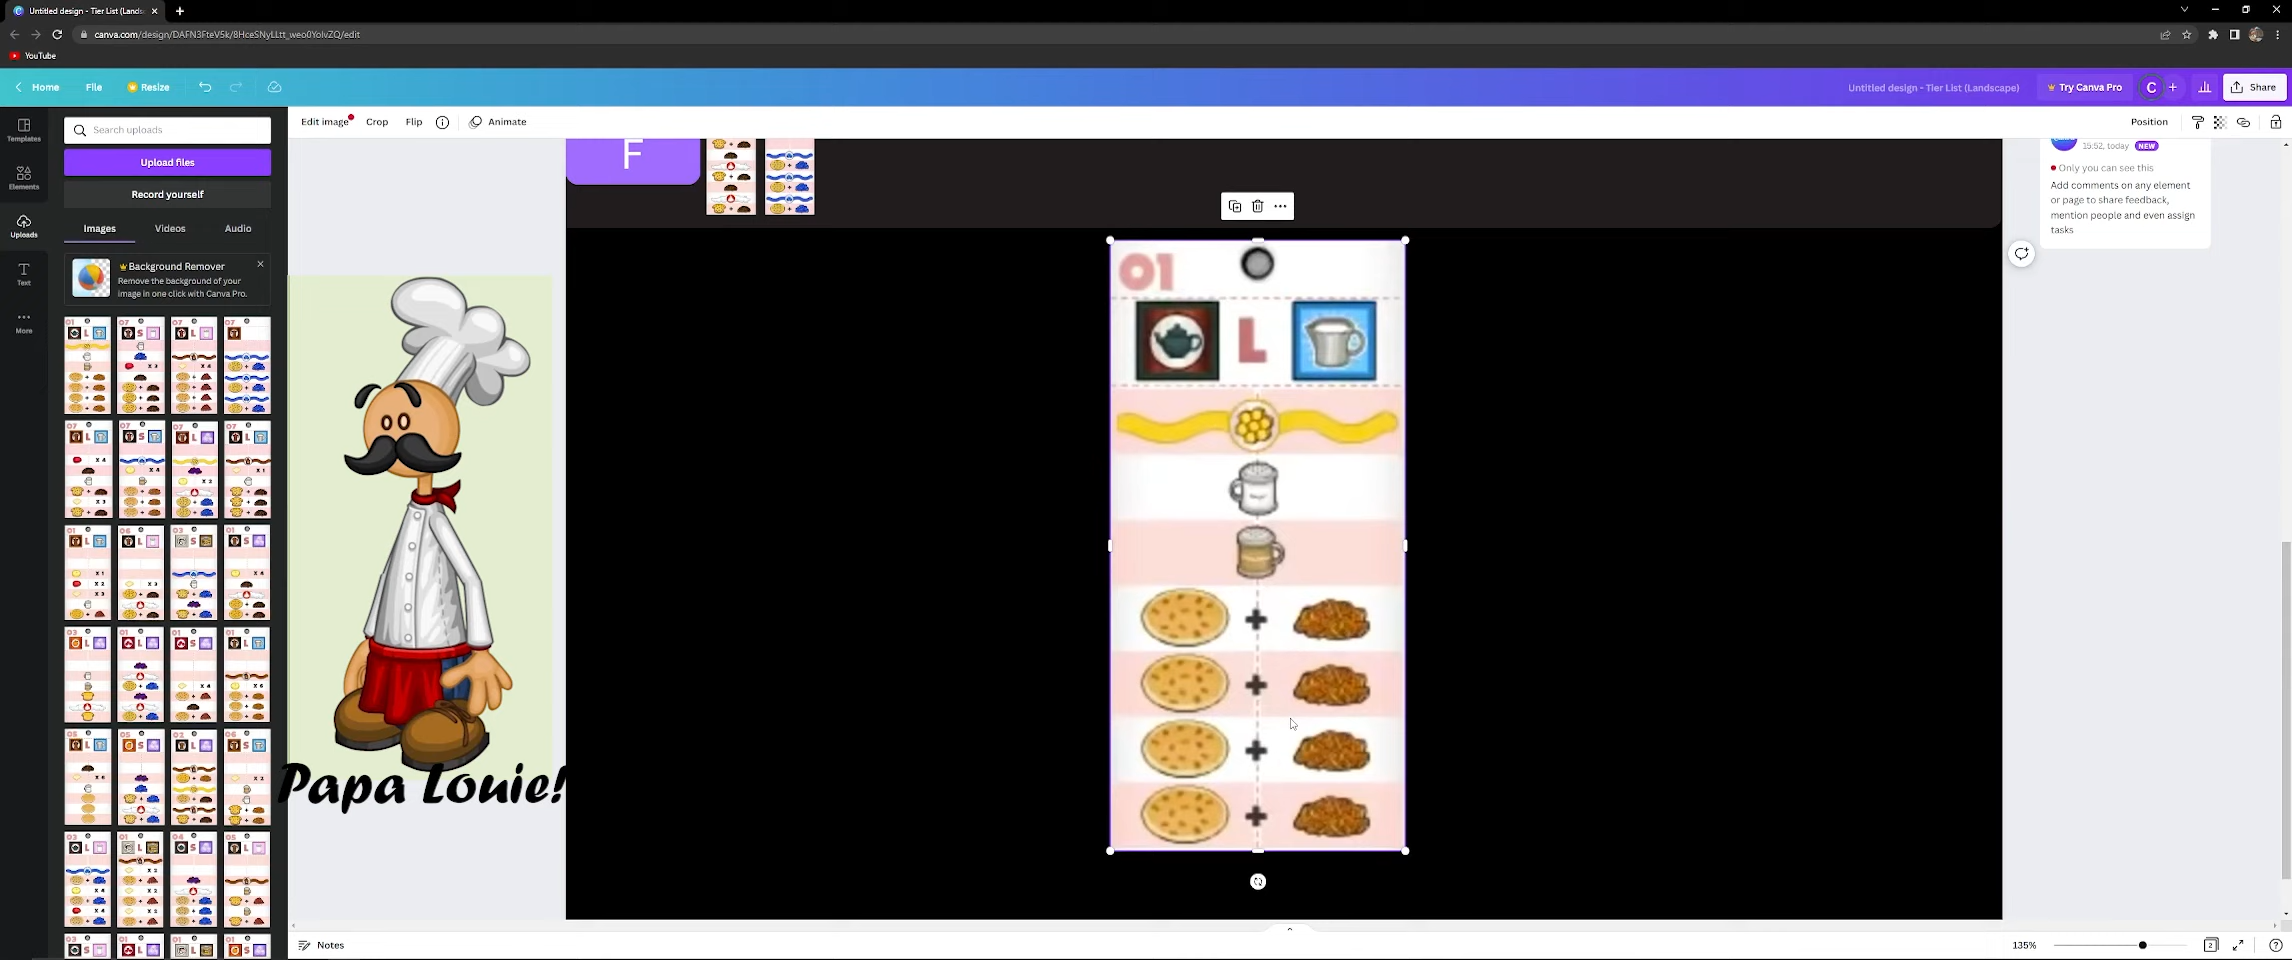 Untitled design - Tier List (Lands
canva.com/design/DAFN3FteV5k/8HceSNyLLtt_weo0YolvZQ/edit
YouTube
Home
File
Resize
Untitled design - Tier List (Landscape)
Try Canva Pro
C
Share
Templates
Elements
Uploads
Text
More
Search uploads
Upload files
Record yourself
Images
Videos
Audio
Background Remover
Remove the background of your
image in one click with Canva Pro.
Edit image
Crop
Flip
Animate
Position
F
15:52, today
NEW
Only you can see this
Add comments on any element
or page to share feedback,
mention people and even assign
tasks
01
L
+
+
+
+
Papa Louie!
Notes
135%
2